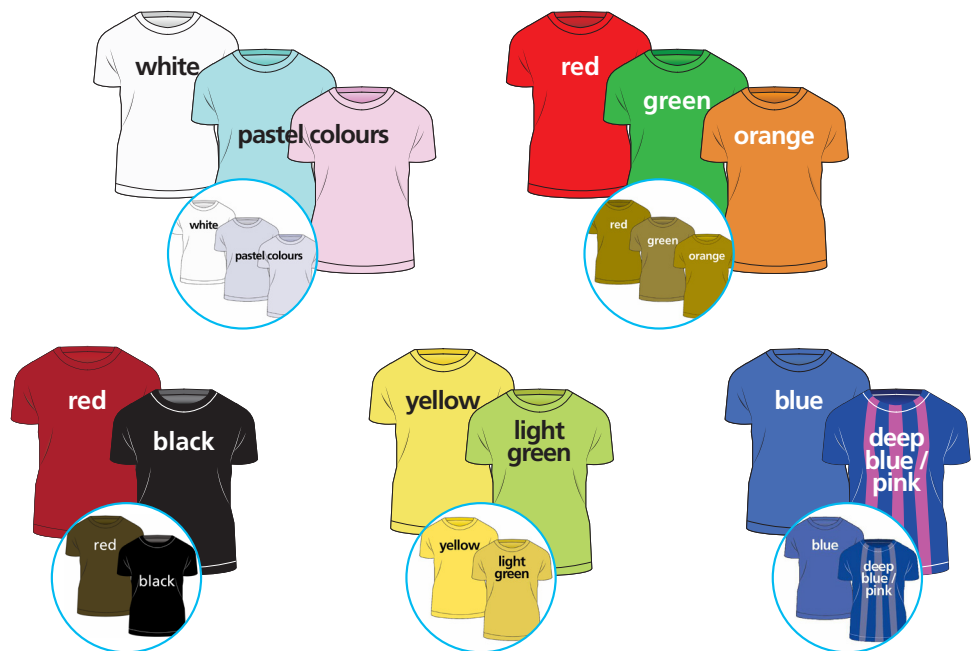 white
pastel colours
white
pastel colours
red
green
orange
red
green
orange
red
black
red
black
yellow
light
green
yellow
light
green
blue
deep
blue /
pink
blue
deep
blue /
pink